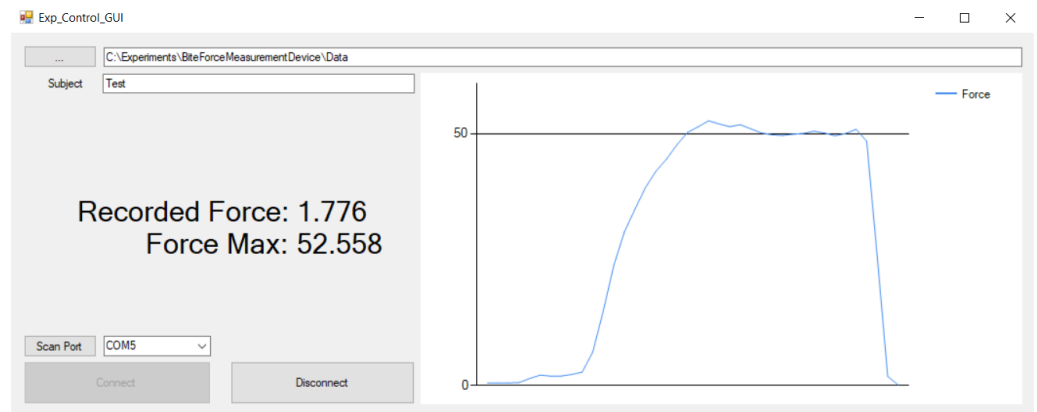 Exp_Control_GUI
...
C:\Experiments\BiteForceMeasurementDevice\Data
Subject
Test
Recorded Force: 1.776
Force Max: 52.558
Scan Port
COM5
Connect
Disconnect
Force
50
0